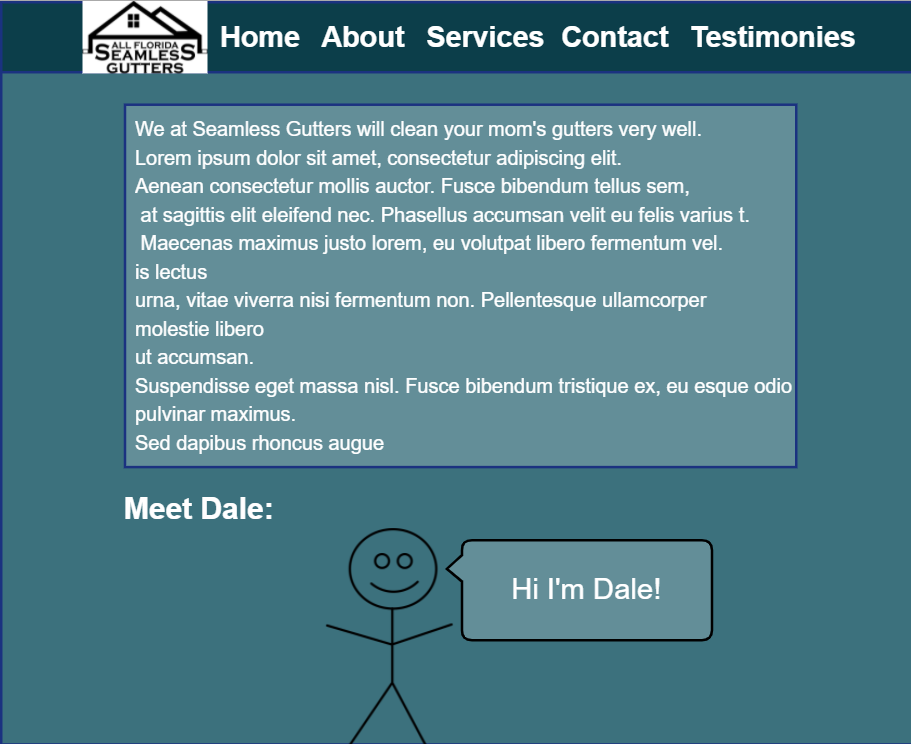 ALL FLORIDA
SEAMLESS
GUTTERS
Home About Services Contact Testimonies
We at Seamless Gutters will clean your mom's gutters very well.
Lorem ipsum dolor sit amet, consectetur adipiscing elit.
Aenean consectetur mollis auctor. Fusce bibendum tellus sem,
at sagittis elit eleifend nec. Phasellus accumsan velit eu felis varius t.
Maecenas maximus justo lorem, eu volutpat libero fermentum vel.
is lectus
urna, vitae viverra nisi fermentum non. Pellentesque ullamcorper
molestie libero
ut accumsan.
Suspendisse eget massa nisl. Fusce bibendum tristique ex, eu esque odio
pulvinar maximus.
Sed dapibus rhoncus augue
Meet Dale:
Hi I'm Dale!